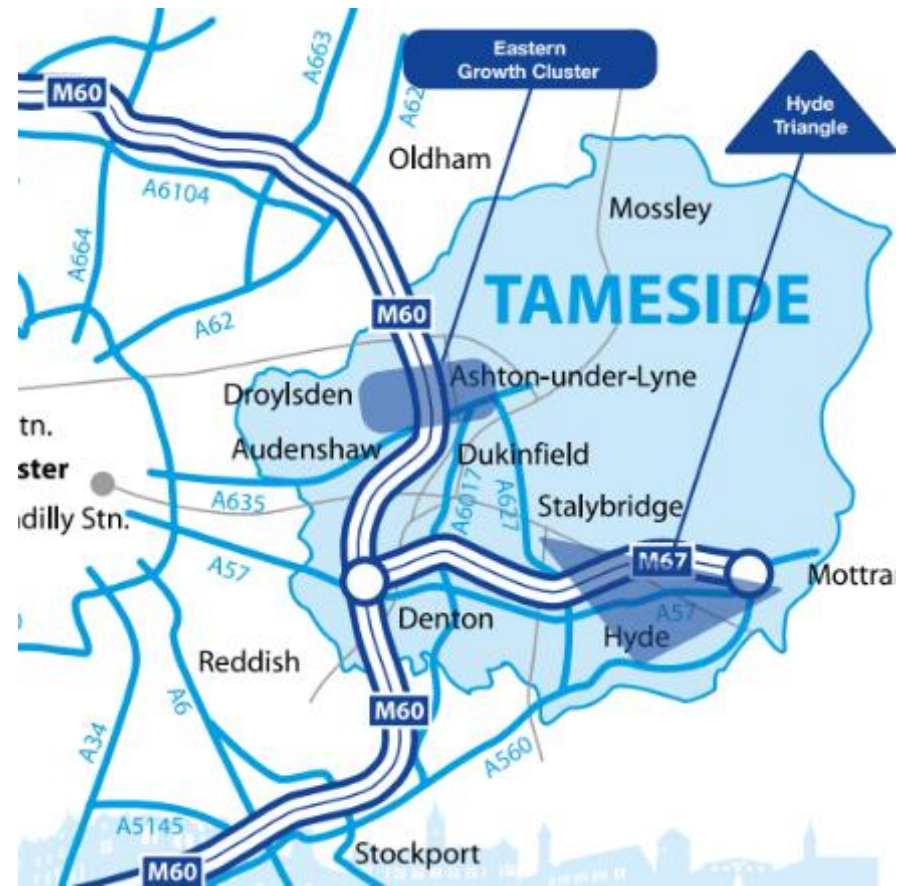 Eastern
Growth Cluster
A663
A62
M60
Hyde
Triangle
Oldham
A6104
Mossley
A664
TAMESIDE
M60
A62
Ashton-under-Lyne
Droylsden
tn.
Audenshaw
Dukinfield
ster
A635
A6017
A627
Stalybridge
dilly Stn.
A57
M67
Mottra
A57
Denton
Hyde
Reddish
A6
M60
A34
A560
A5145
Stockport
M60